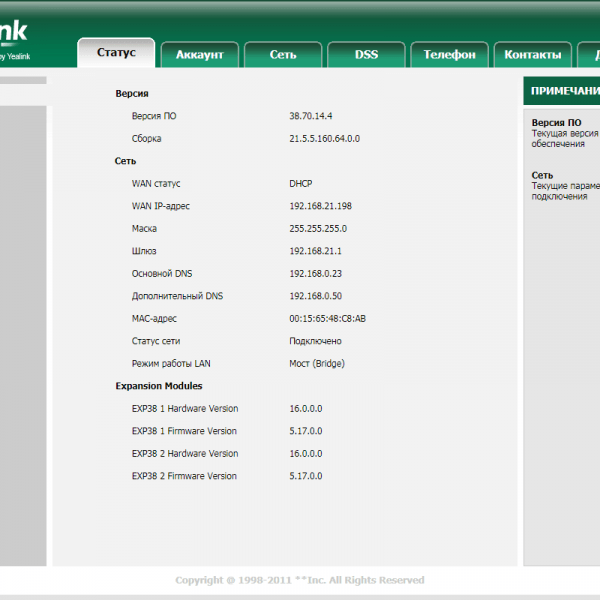 nk
by Yealink
Статус
Аккаунт
Сеть
DSS
Телефон
Контакты
Версия
Версия ПО 38.70.14.4
Сборка 21.5.5.160.64.0.0
Сеть
WAN статус DHCP
WAN IP-адрес 192.168.21.198
Маска 255.255.255.0
Шлюз 192.168.21.1
Основной DNS 192.168.0.23
Дополнительный DNS 192.168.0.50
MAC-адрес 00:15:65:48:C8:AB
Статус сети Подключено
Режим работы LAN Мост (Bridge)
Expansion Modules
EXP38 1 Hardware Version 16.0.0.0
EXP38 1 Firmware Version 5.17.0.0
EXP38 2 Hardware Version 16.0.0.0
EXP38 2 Firmware Version 5.17.0.0
ПРИМЕЧАНИ
Версия ПО
Текущая версия
обеспечения
Сеть
Текущие параме
подключения
Copyright © 1998-2011 **Inc. All Rights Reserved